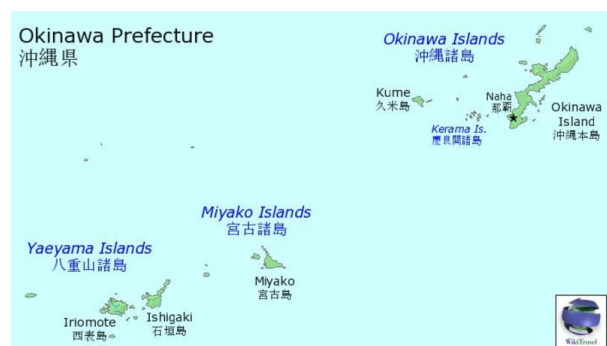 Okinawa Prefecture
沖縄県
Okinawa Islands
沖縄諸島
Kume
久米島
Naha
那覇
Kerama Is.
慶良間諸島
Okinawa
Island
沖縄本島
Miyako Islands
宮古諸島
Miyako
宮古島
Yaeyama Islands
八重山諸島
Iriomote
西表島
Ishigaki
石垣島
WikiTravel